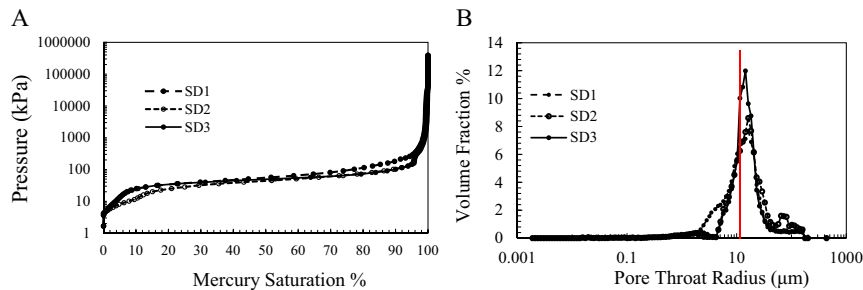 A
Pressure (kPa)
1000000
100000
10000
1000
100
10
1
SD1
SD2
SD3
0 10 20 30 40 50 60 70 80 90 100
Mercury Saturation %
B
Volume Fraction %
14
12
10
8
6
4
2
0
SD1
SD2
SD3
0.001 0.1 10 1000
Pore Throat Radius (μm)